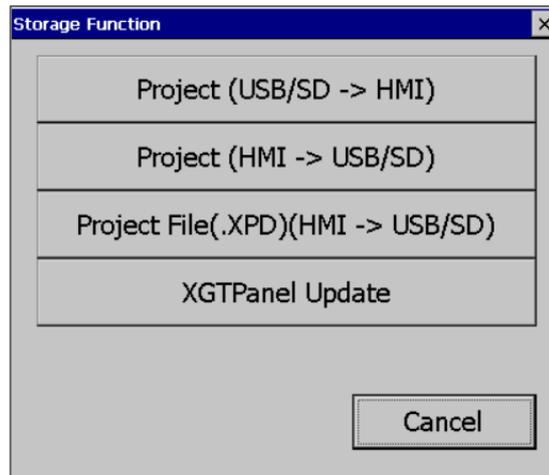 Storage Function
Project (USB/SD -> HMI)
Project (HMI -> USB/SD)
Project File(.XPD)(HMI -> USB/SD)
XGTPanel Update
Cancel